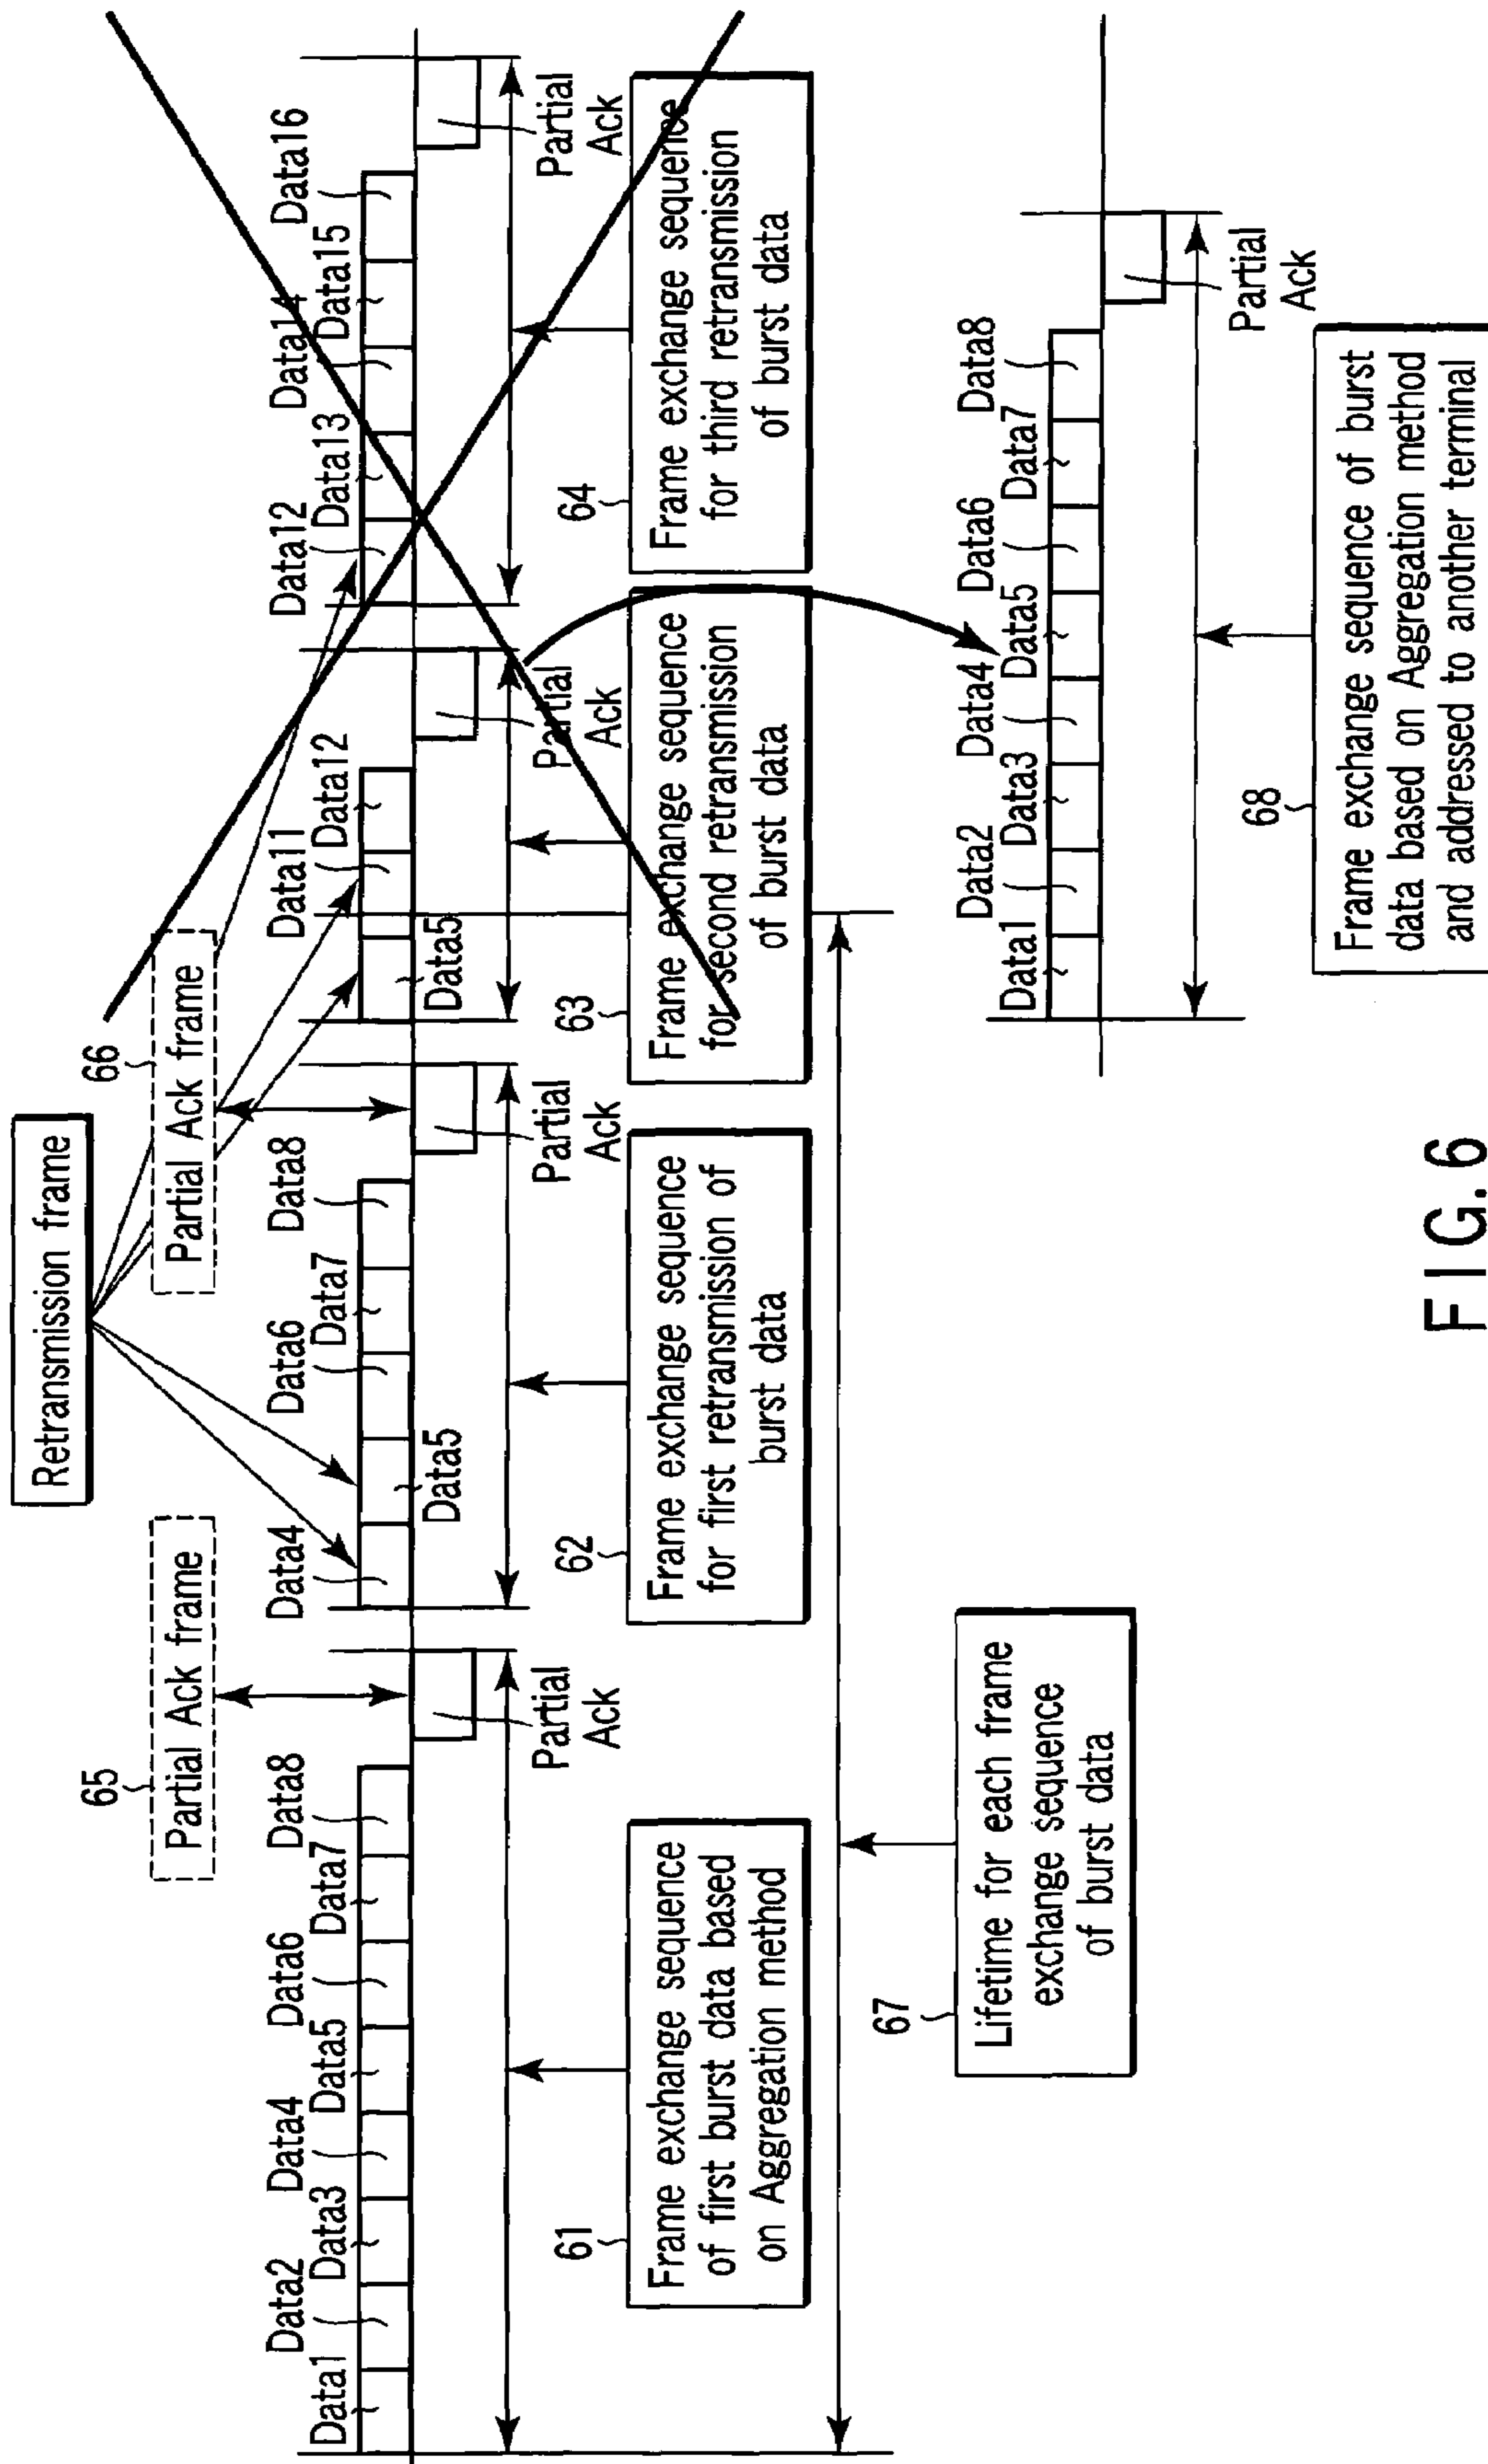 Retransmission frame
65
Partial Ack frame
66
Partial Ack frame
Data1
Data2
Data3
Data4
Data5
Data6
Data7
Data8
Partial
Ack
Data4
Data5
Data6
Data7
Data8
Partial
Ack
Data5
Data11
Data12
Partial
Ack
Data12
Data13
Data14
Data15
Data16
Partial
Ack
61
Frame exchange sequence
of first burst data based
on Aggregation method
62
Frame exchange sequence
for first retransmission of
burst data
63
Frame exchange sequence
for second retransmission
of burst data
64
Frame exchange sequence
for third retransmission
of burst data
67
Lifetime for each frame
exchange sequence
of burst data
Data1
Data2
Data3
Data4
Data5
Data6
Data7
Data8
Partial
Ack
68
Frame exchange sequence of burst
data based on Aggregation method
and addressed to another terminal
FIG. 6